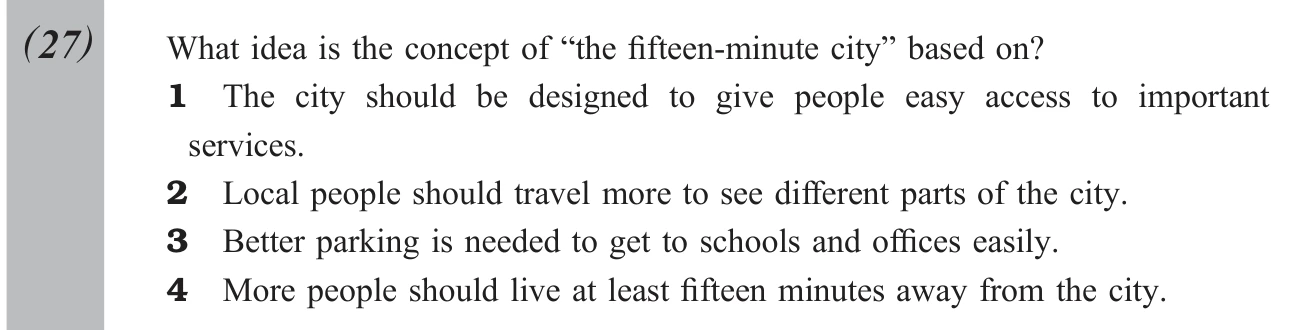 (27) What idea is the concept of “the fifteen-minute city” based on?
1 The city should be designed to give people easy access to important
services.
2 Local people should travel more to see different parts of the city.
3 Better parking is needed to get to schools and offices easily.
4 More people should live at least fifteen minutes away from the city.